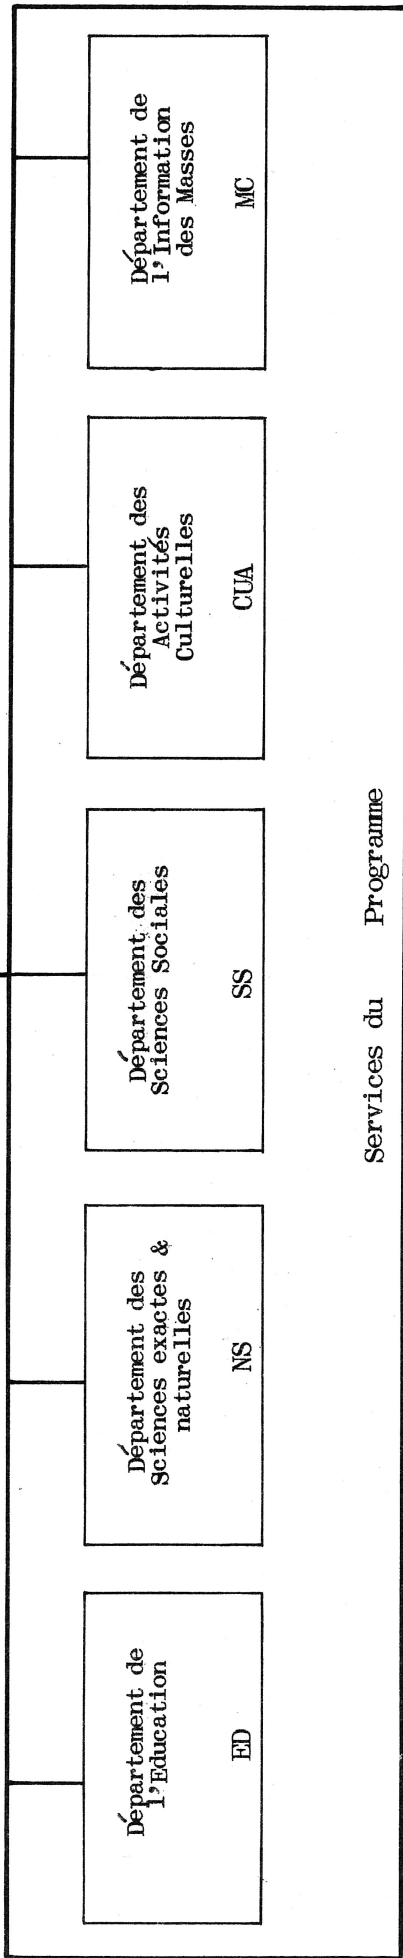 Département de
l'Education
ED
Département des
Sciences exactes &
naturelles
NS
Département des
Sciences Sociales
SS
Département des
Activités
Culturelles
CUA
Département de
l'Information
des Masses
MC
Services du Programme